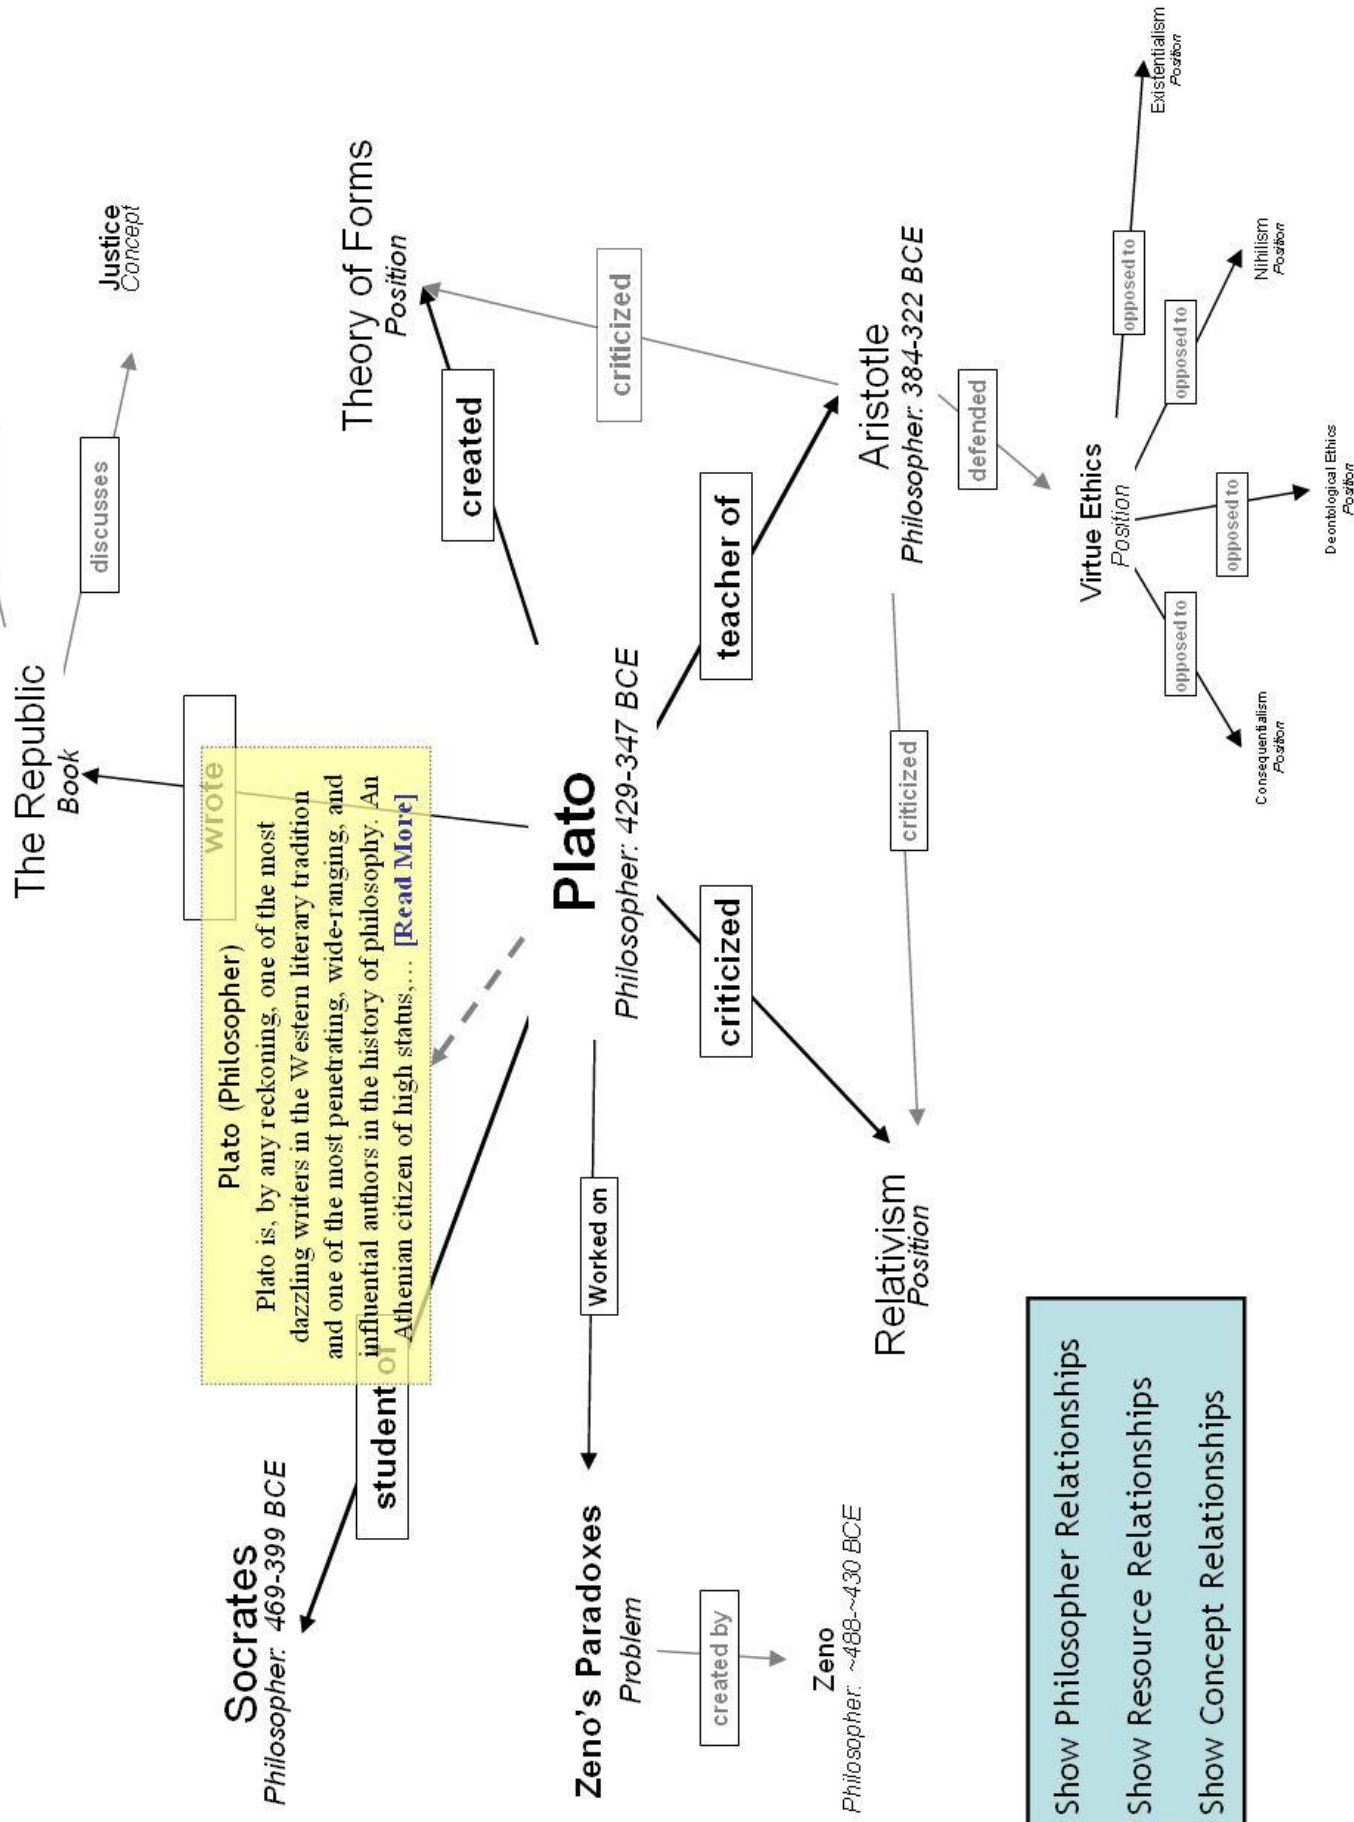 The Republic
Book
discusses
Justice
Concept
wrote
Plato (Philosopher)
Plato is, by any reckoning, one of the most
dazzling writers in the Western literary tradition
and one of the most penetrating, wide-ranging, and
influential authors in the history of philosophy. An
Athenian citizen of high status,... [Read More]
Socrates
Philosopher: 469-399 BCE
student of
created
Theory of Forms
Position
Plato
Philosopher: 429-347 BCE
criticized
Worked on
Zeno's Paradoxes
Problem
created by
Zeno
Philosopher: ~488-~430 BCE
criticized
teacher of
Relativism
Position
criticized
Aristotle
Philosopher: 384-322 BCE
defended
Virtue Ethics
Position
opposed to
opposed to
opposed to
opposed to
Consequentialism
Position
Deontological Ethics
Position
Nihilism
Position
Existentialism
Position
Show Philosopher Relationships
Show Resource Relationships
Show Concept Relationships